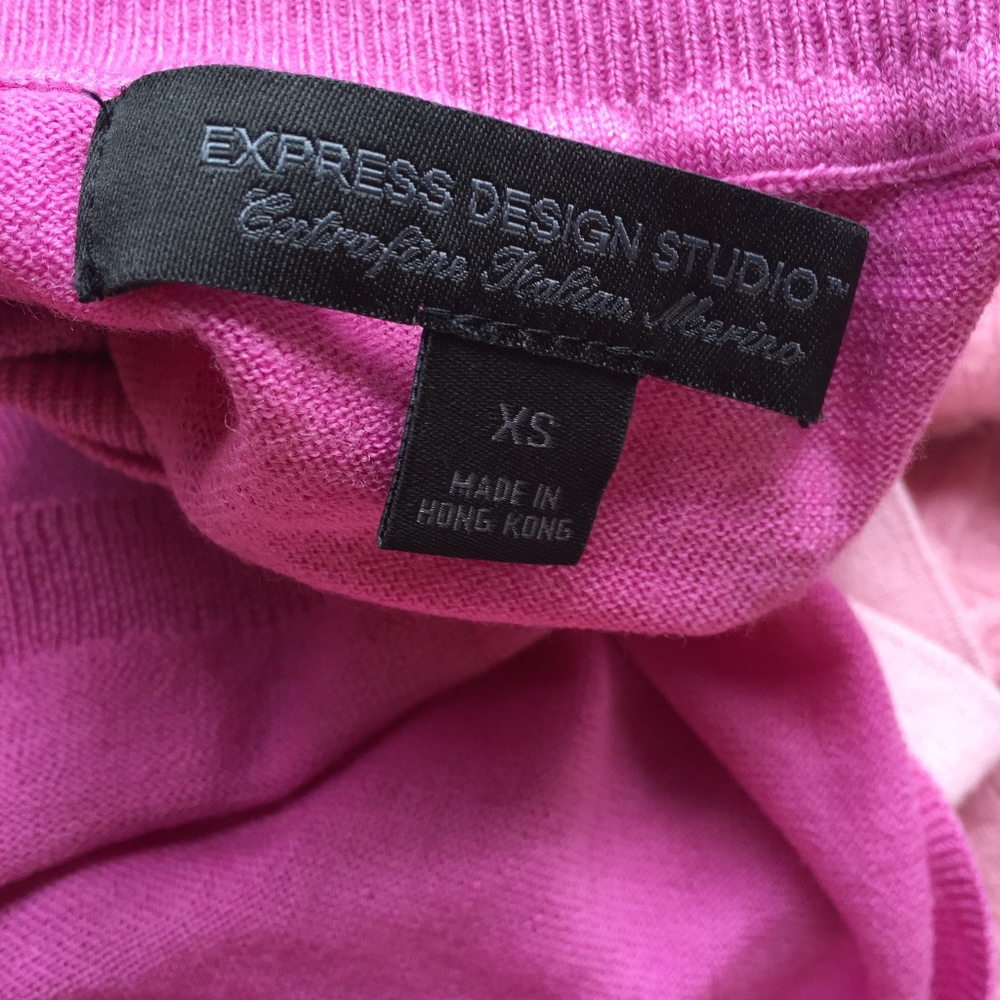 EXPRESS DESIGN STUDIO™
Extrafine Italian Merino
XS
MADE IN
HONG KONG